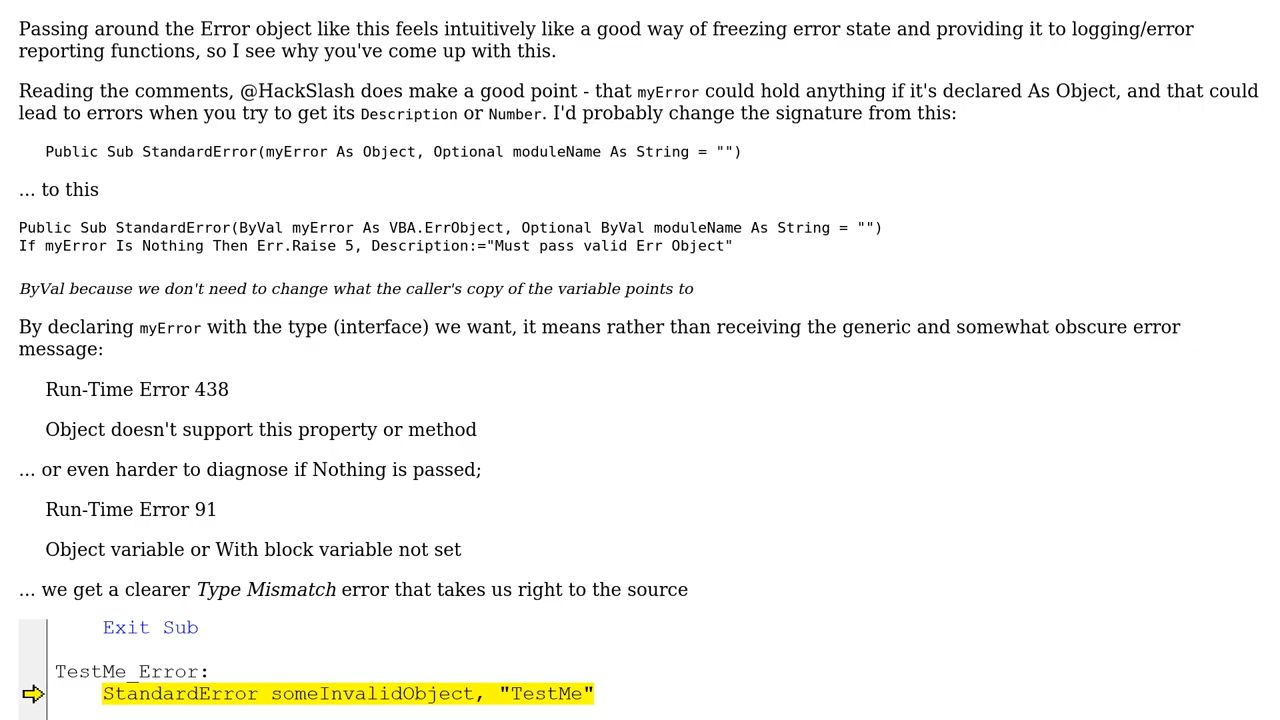 Passing around the Error object like this feels intuitively like a good way of freezing error state and providing it to logging/error
reporting functions, so I see why you've come up with this.
Reading the comments, @HackSlash does make a good point - that myError could hold anything if it's declared As Object, and that could
lead to errors when you try to get its Description or Number. I'd probably change the signature from this:
Public Sub StandardError(myError As Object, Optional moduleName As String = "")
... to this
Public Sub StandardError(ByVal myError As VBA.ErrObject, Optional ByVal moduleName As String = "")
If myError Is Nothing Then Err.Raise 5, Description:="Must pass valid Err Object"
ByVal because we don't need to change what the caller's copy of the variable points to
By declaring myError with the type (interface) we want, it means rather than receiving the generic and somewhat obscure error
message:
Run-Time Error 438
Object doesn't support this property or method
... or even harder to diagnose if Nothing is passed;
Run-Time Error 91
Object variable or With block variable not set
... we get a clearer Type Mismatch error that takes us right to the source
Exit Sub
TestMe_Error:
StandardError someInvalidObject, "TestMe"